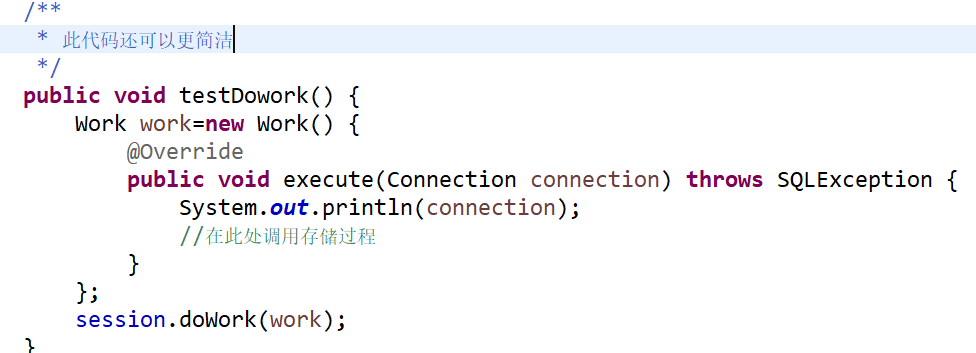 /**
 * 此代码还可以更简洁
 */
public void testDowork() {
    Work work=new Work() {
        @Override
        public void execute(Connection connection) throws SQLException {
            System.out.println(connection);
            //在此处调用存储过程
        }
    };
    session.doWork(work);
}